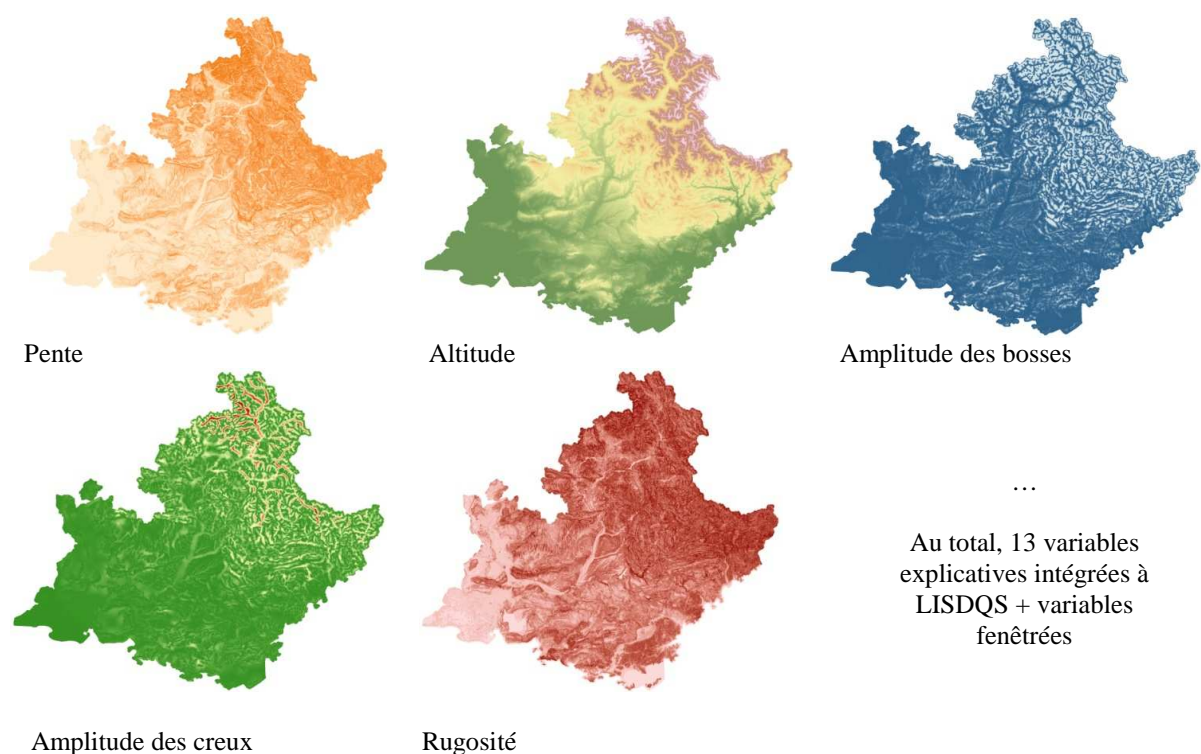 Pente
Altitude
Amplitude des bosses
…
Au total, 13 variables
explicatives intégrées à
LISDQS + variables
fenêtrées
Amplitude des creux
Rugosité